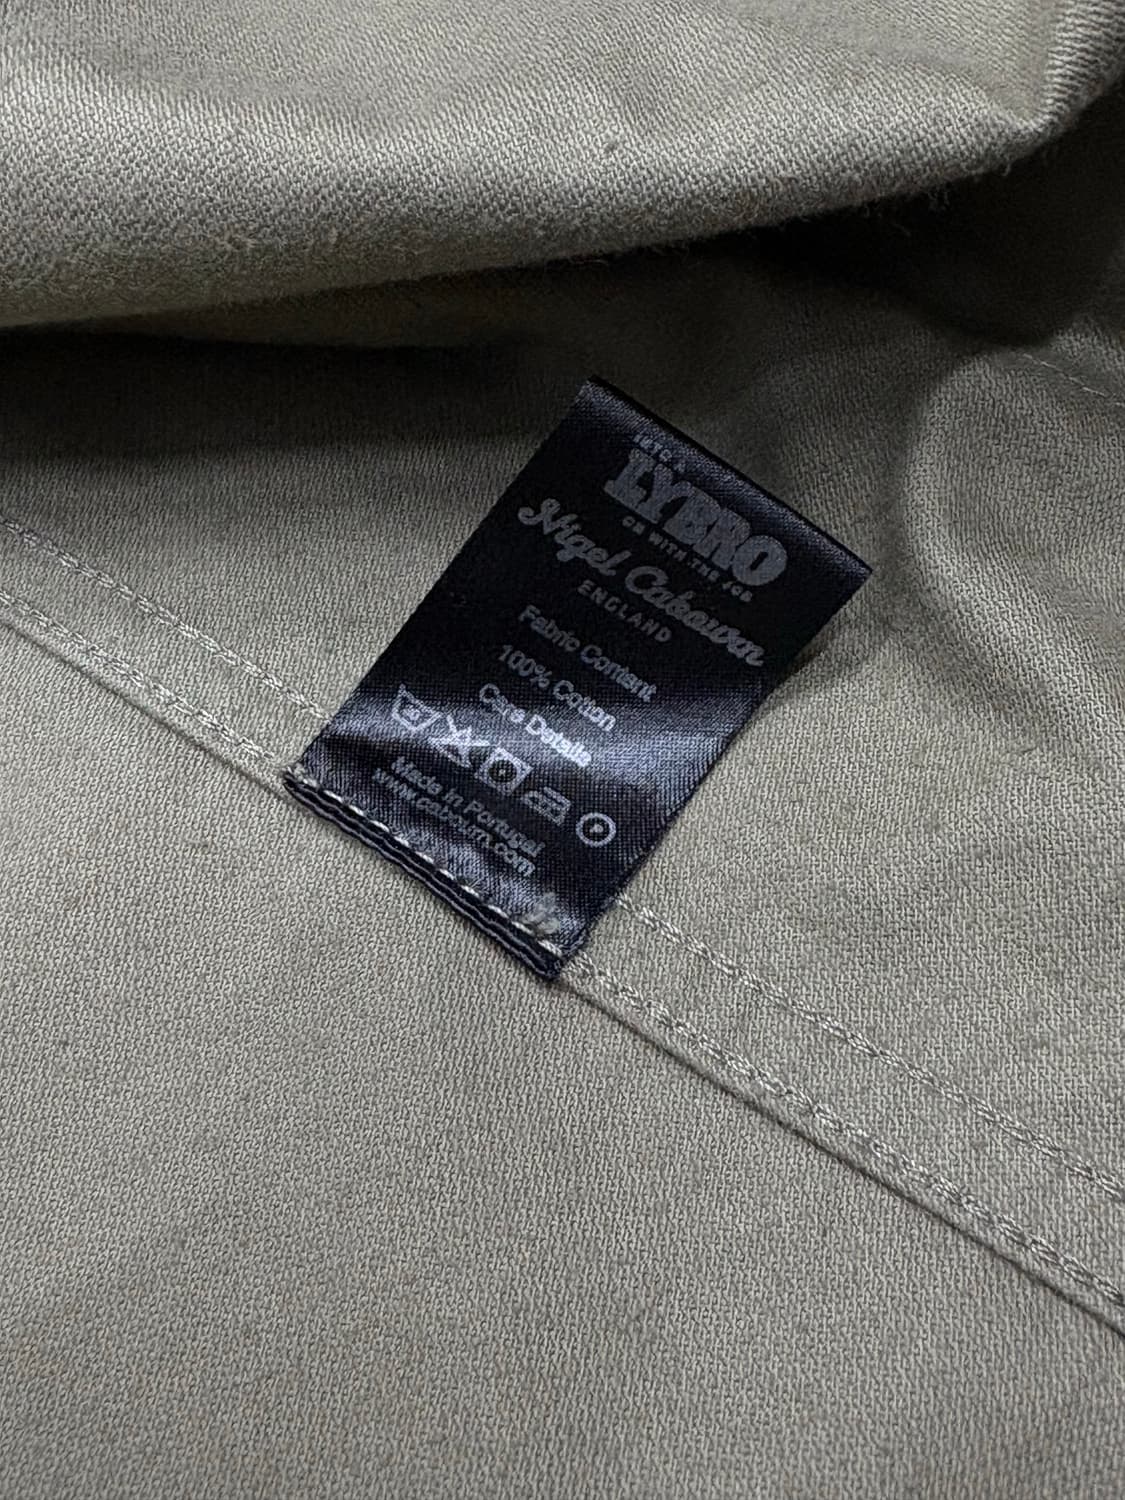 LYBRO
ON WITH THE JOB
Nigel Cabourn
ENGLAND
Fabric Content
100% Cotton
Care Details
P
Made in Portugal
www.cabourn.com